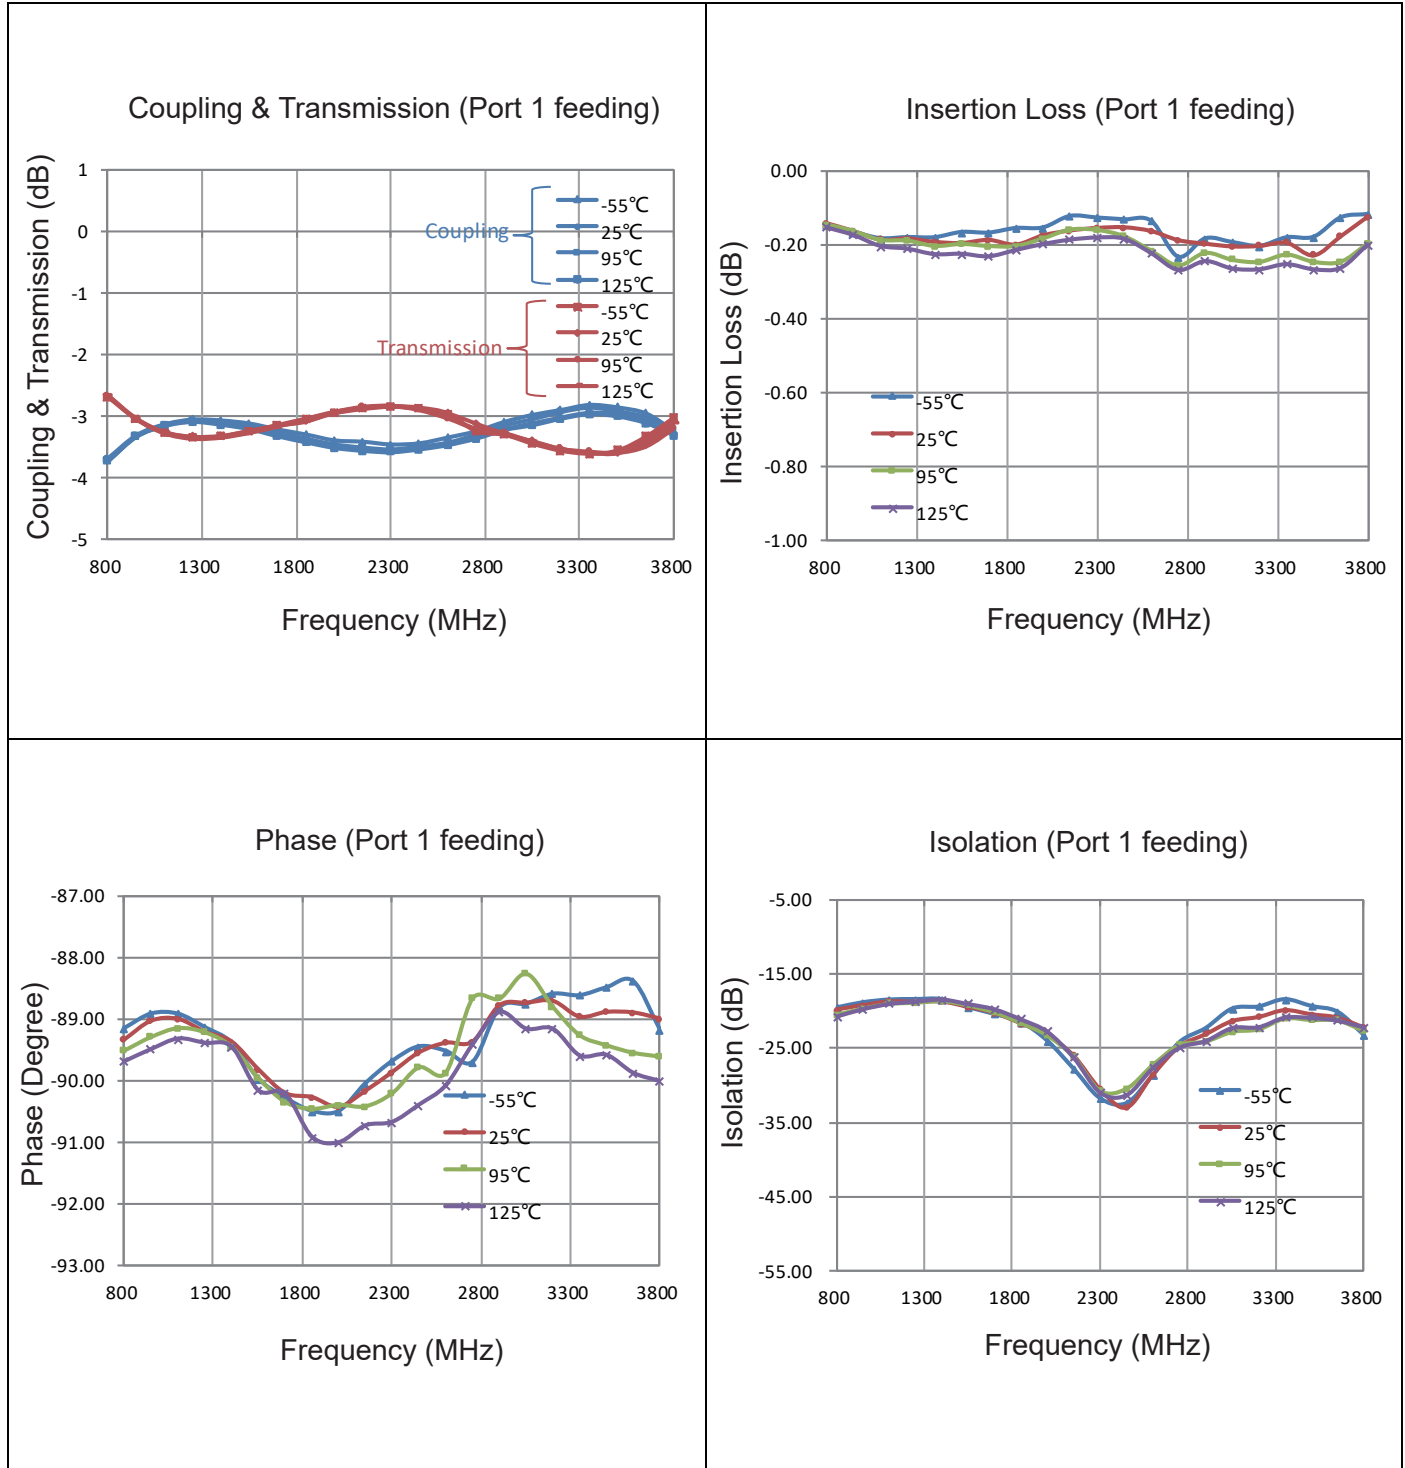 Coupling & Transmission (Port 1 feeding)
Coupling & Transmission (dB)
1
0
-1
-2
-3
-4
-5
Coupling
-55℃
25℃
95℃
125℃
Transmission
-55℃
25℃
95℃
125℃
800 1300 1800 2300 2800 3300 3800
Frequency (MHz)
Insertion Loss (Port 1 feeding)
Insertion Loss (dB)
0.00
-0.20
-0.40
-0.60
-0.80
-1.00
-55℃
25℃
95℃
125℃
800 1300 1800 2300 2800 3300 3800
Frequency (MHz)
Phase (Port 1 feeding)
Phase (Degree)
-87.00
-88.00
-89.00
-90.00
-91.00
-92.00
-93.00
-55℃
25℃
95℃
125℃
800 1300 1800 2300 2800 3300 3800
Frequency (MHz)
Isolation (Port 1 feeding)
Isolation (dB)
-5.00
-15.00
-25.00
-35.00
-45.00
-55.00
-55℃
25℃
95℃
125℃
800 1300 1800 2300 2800 3300 3800
Frequency (MHz)